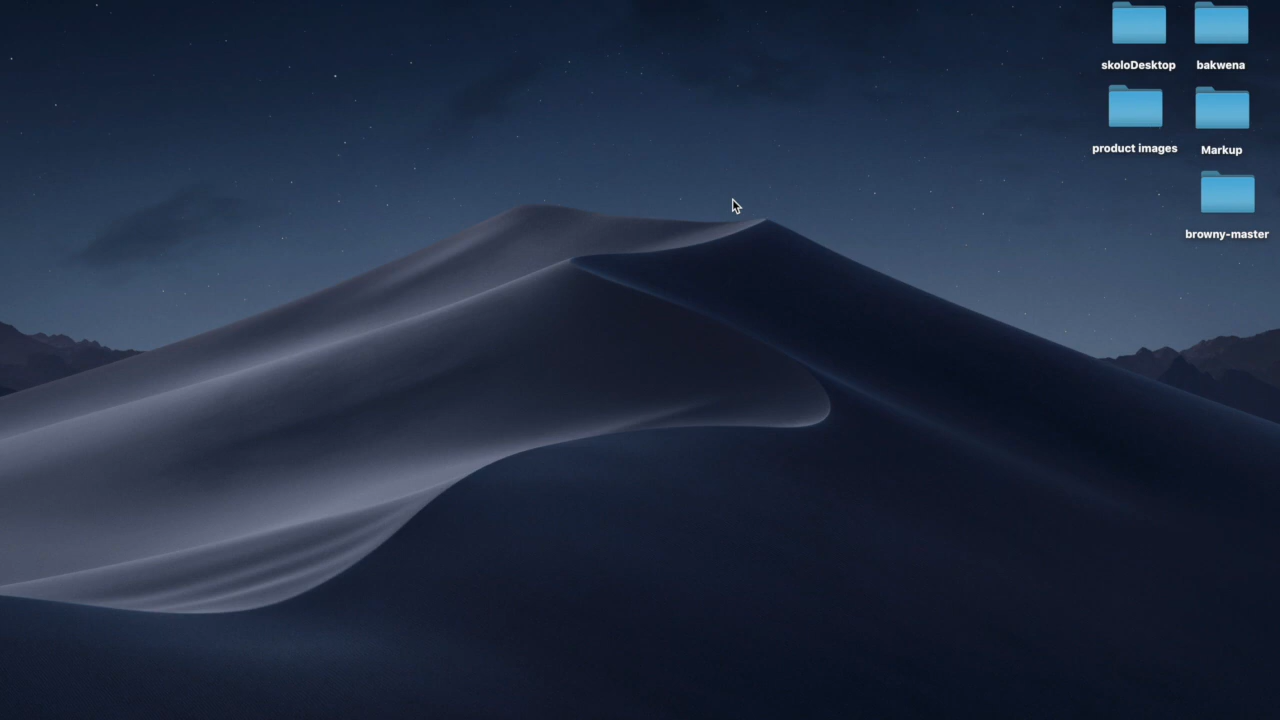 skoloDesktop
bakwena
product images
Markup
browny-master